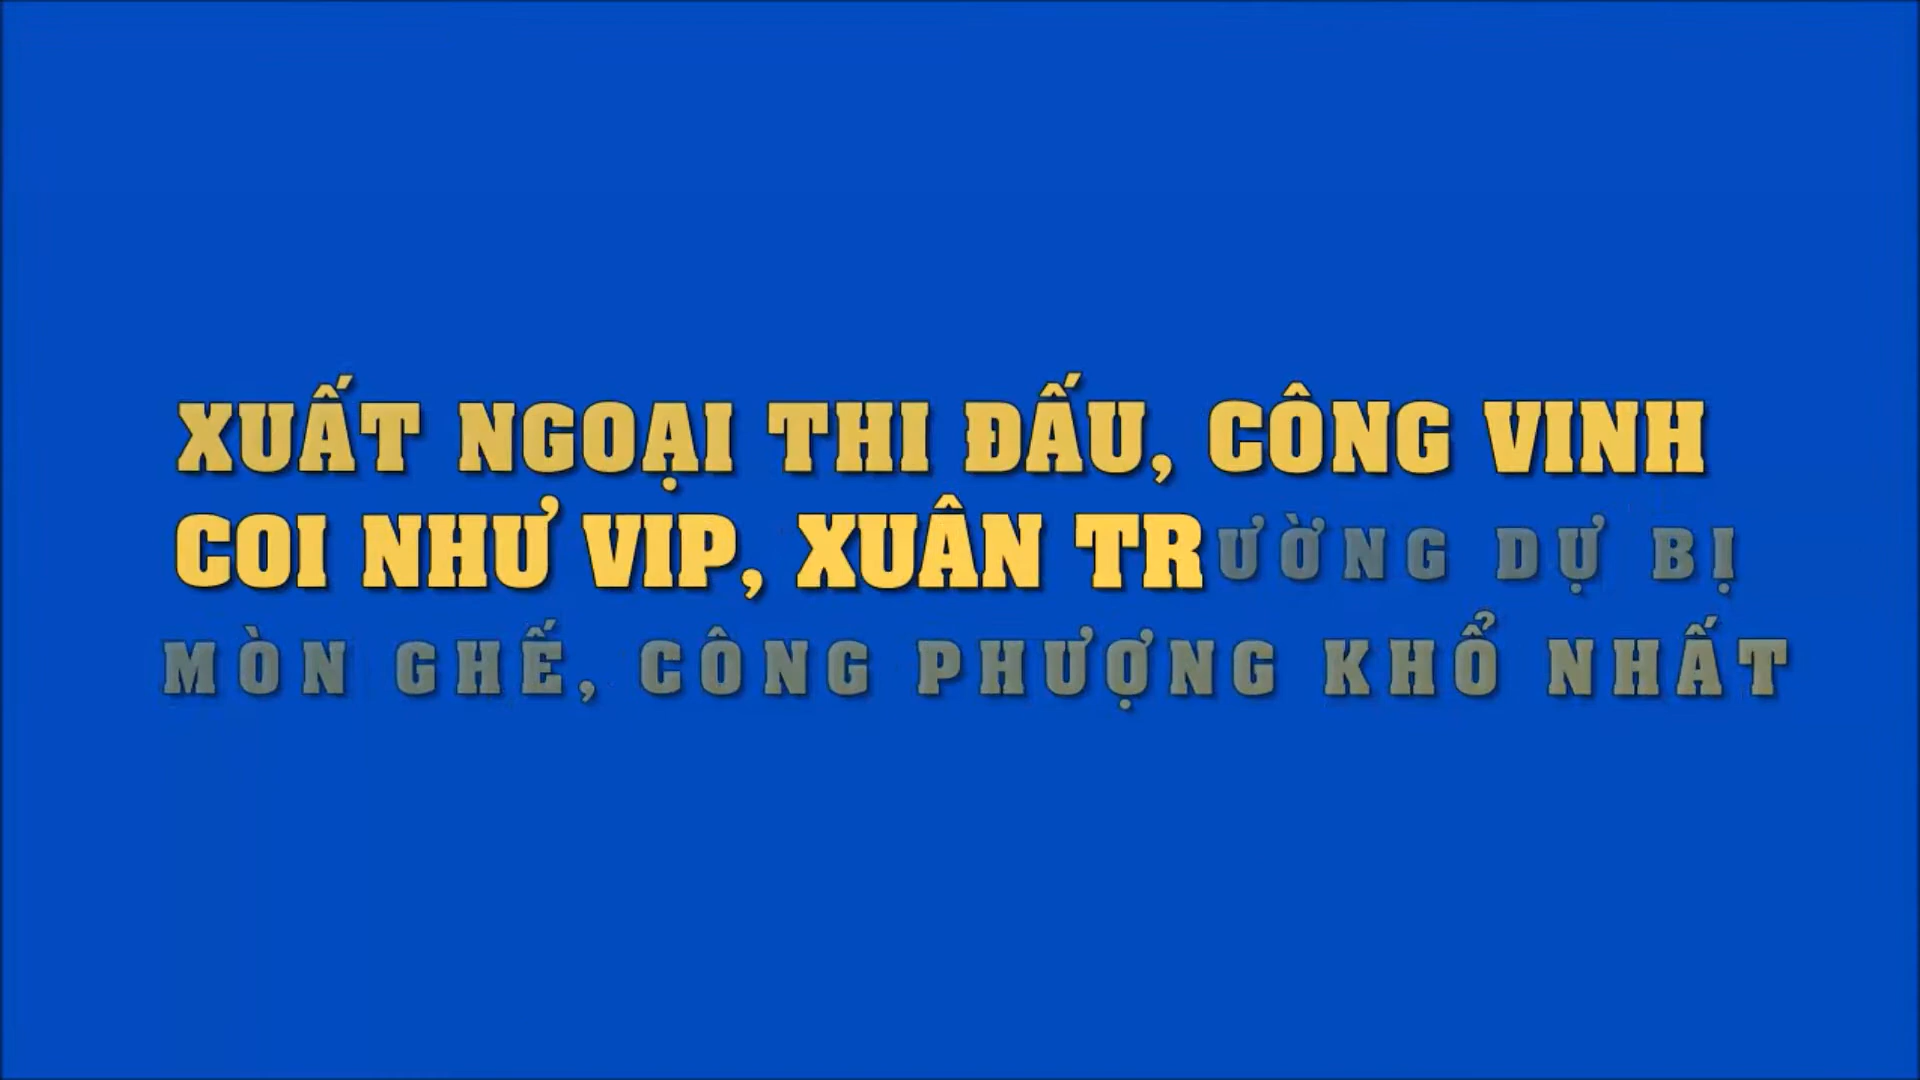 XUẤT NGOẠI THI ĐẤU, CÔNG VINH
COI NHƯ VIP, XUÂN TRƯỜNG DỰ BỊ
MÒN GHẾ, CÔNG PHƯỢNG KHỔ NHẤT